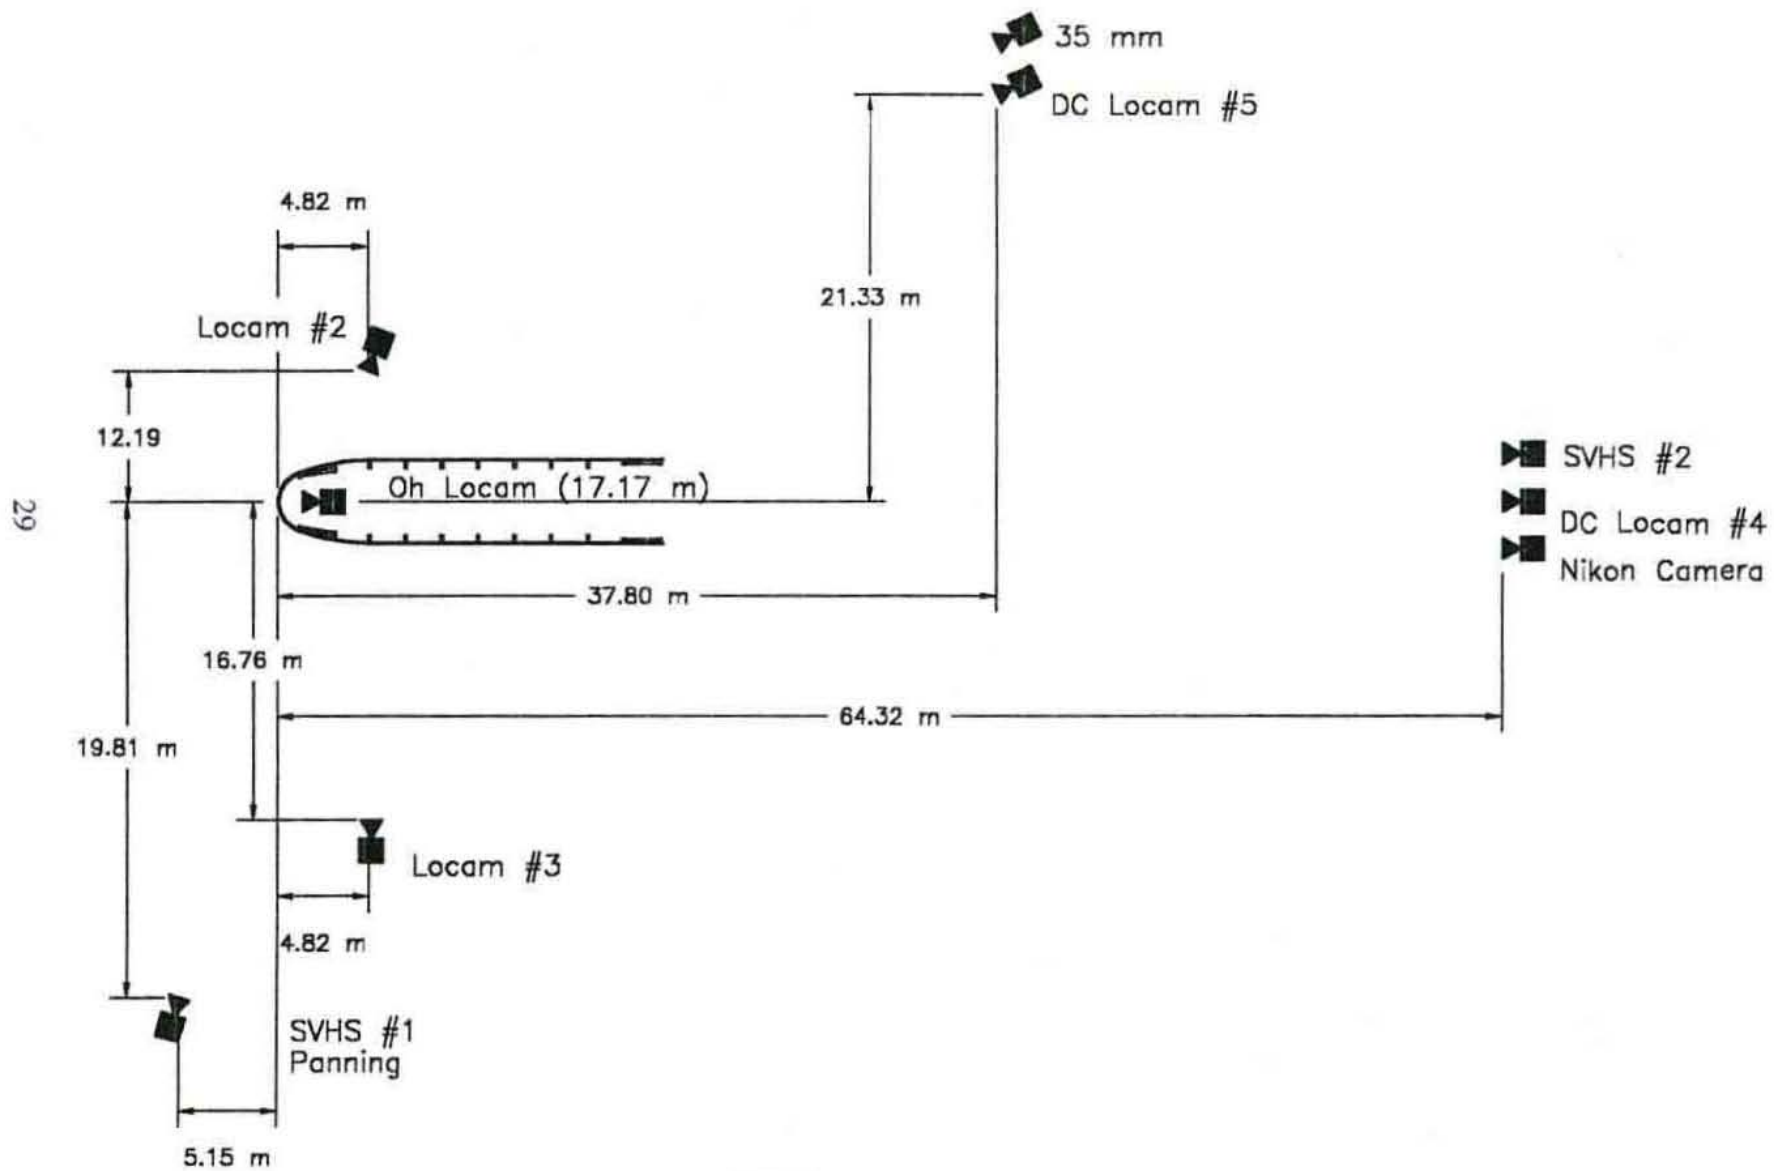 35 mm
DC Locam #5
4.82 m
21.33 m
Locam #2
12.19
SVHS #2
Oh Locam (17.17 m)
DC Locam #4
Nikon Camera
29
37.80 m
16.76 m
64.32 m
19.81 m
Locam #3
4.82 m
SVHS #1
Panning
5.15 m